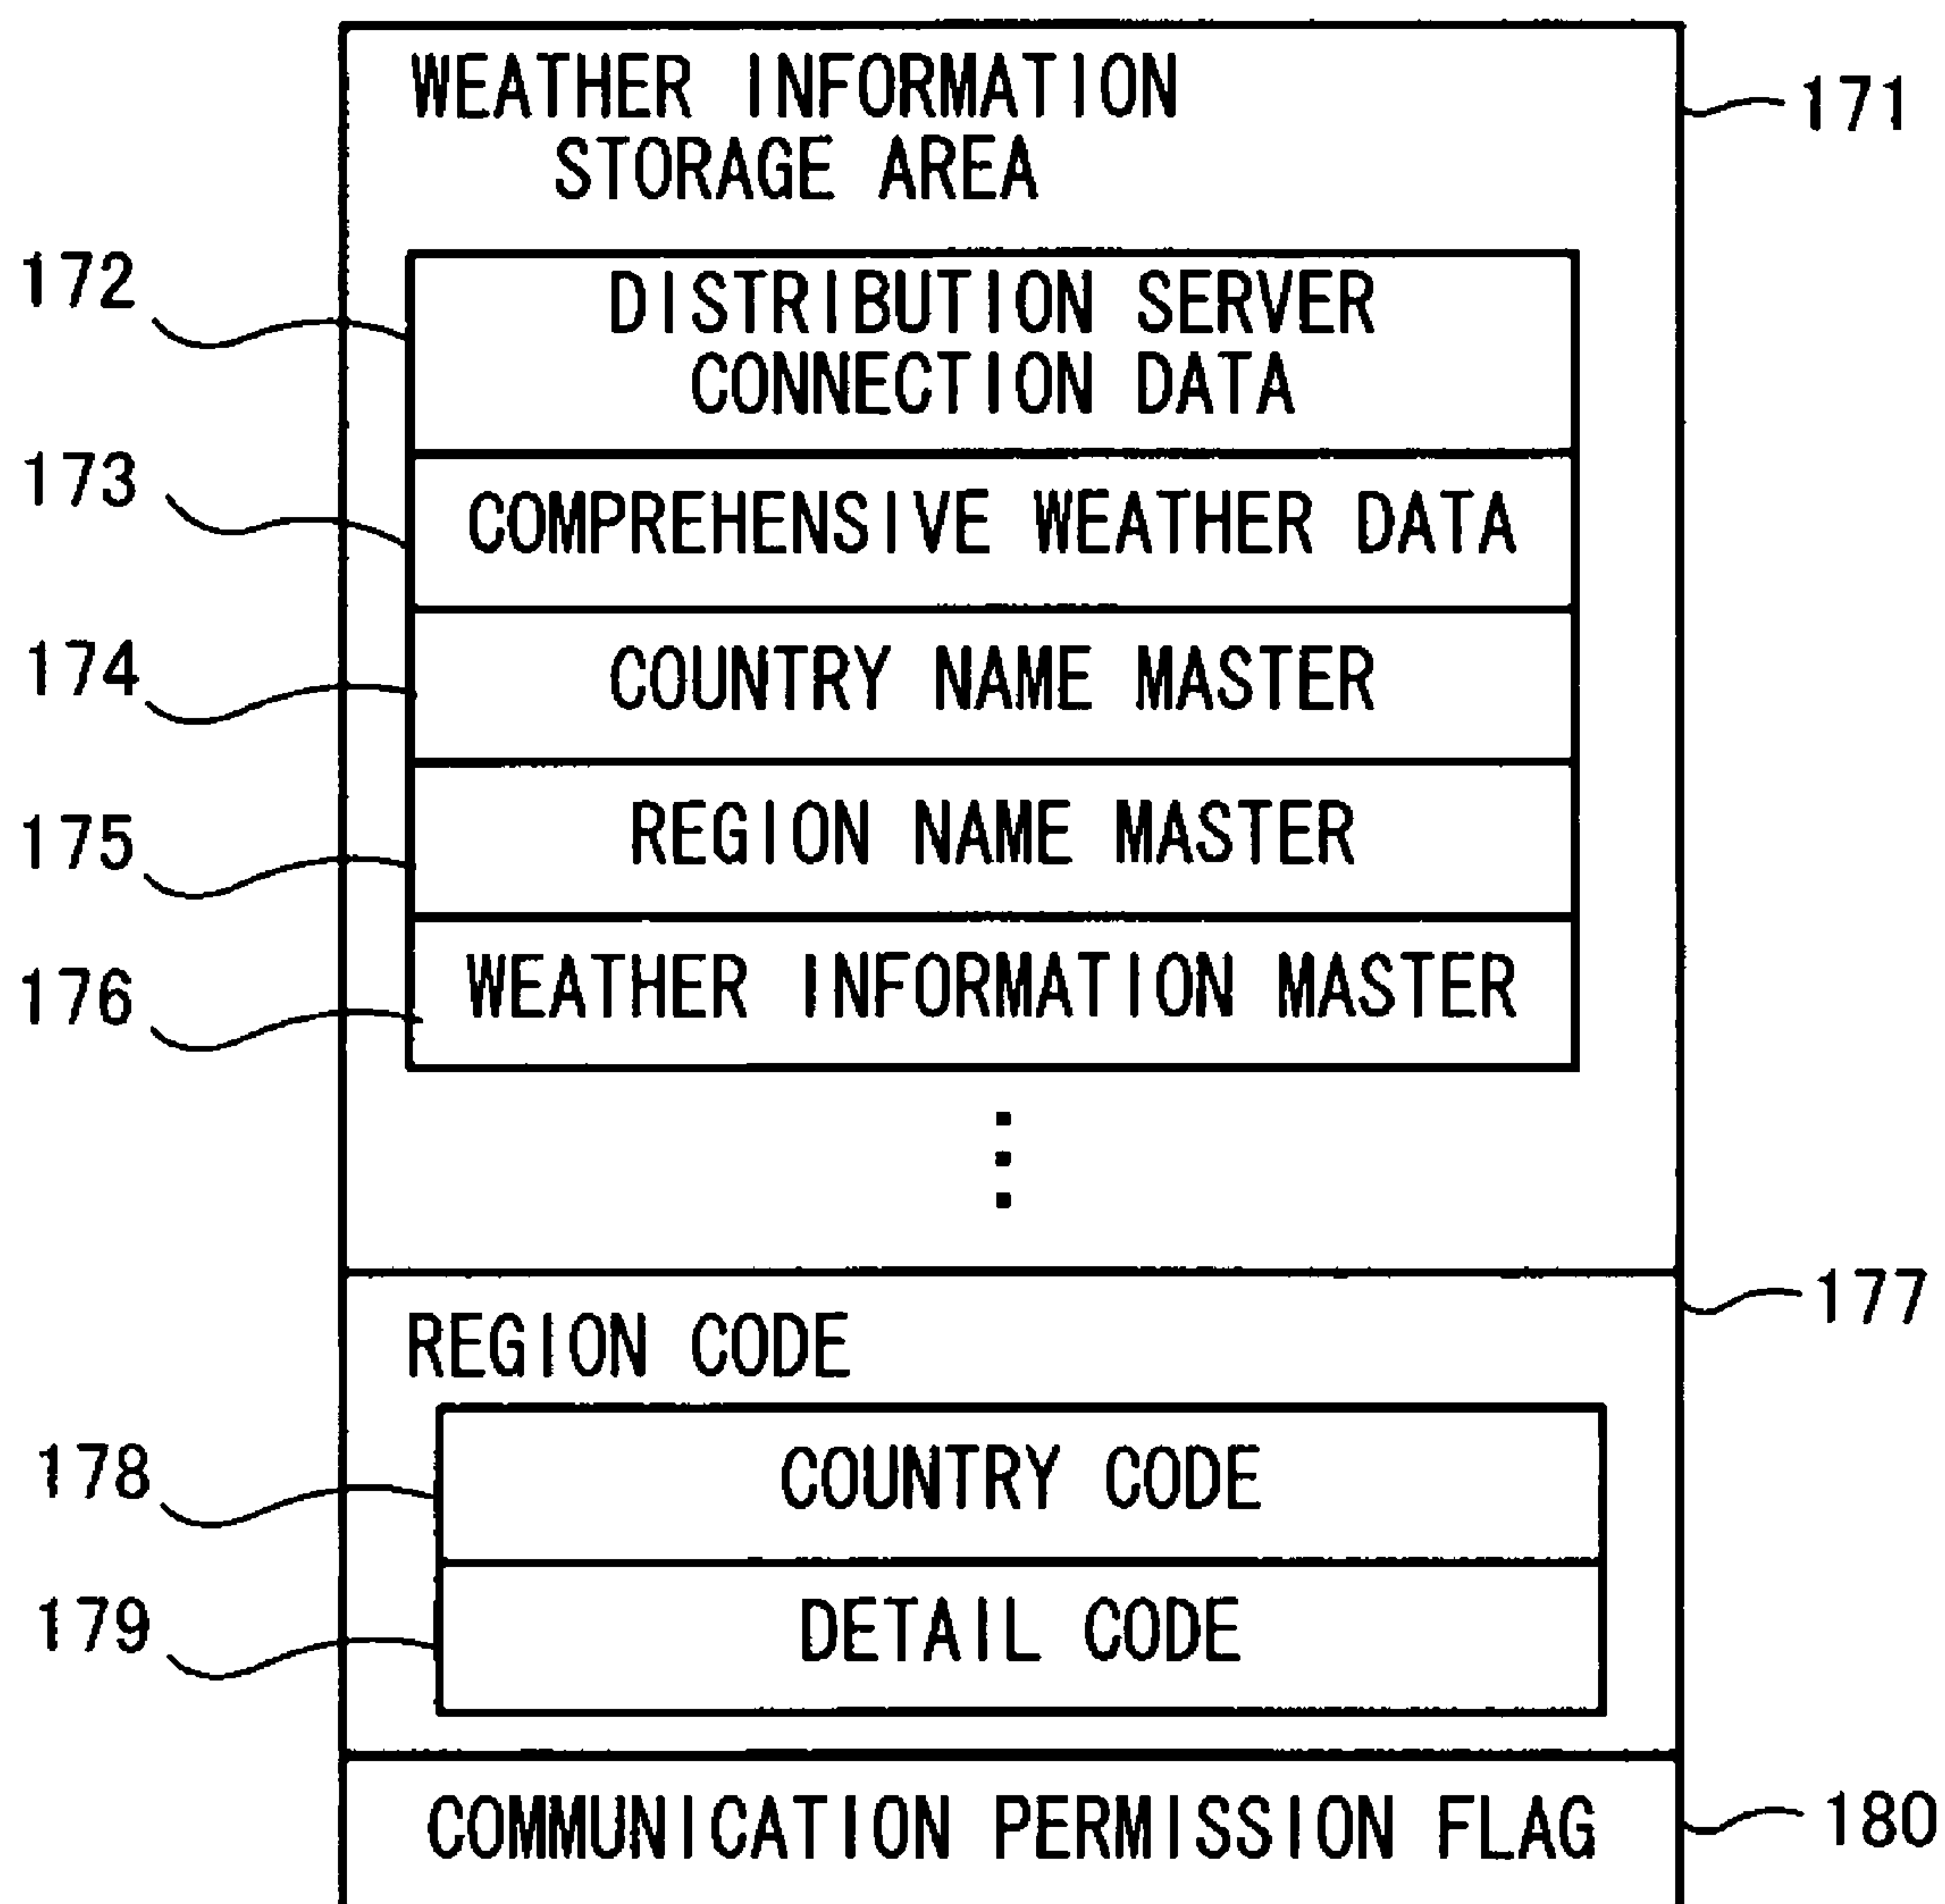 WEATHER INFORMATION
STORAGE AREA
171
172
DISTRIBUTION SERVER
CONNECTION DATA
173
COMPREHENSIVE WEATHER DATA
174
COUNTRY NAME MASTER
175
REGION NAME MASTER
176
WEATHER INFORMATION MASTER
177
REGION CODE
178
COUNTRY CODE
179
DETAIL CODE
COMMUNICATION PERMISSION FLAG
180